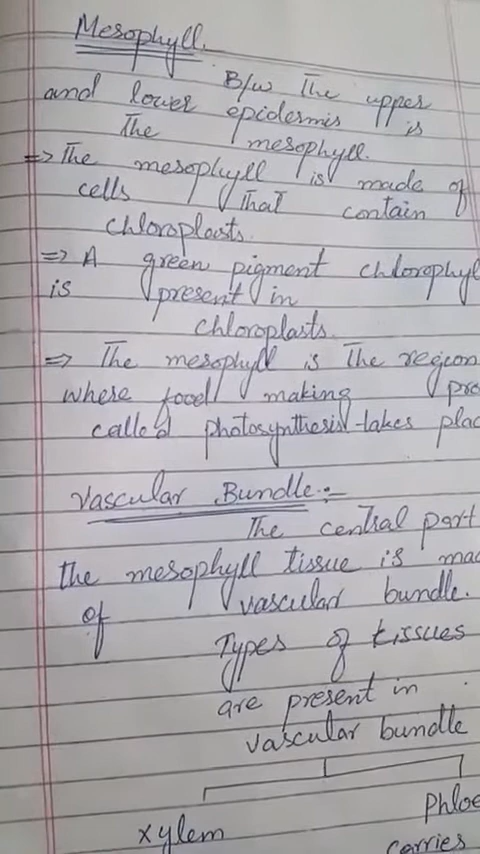 Mesophyll.
B/w The upper
and lower epidermis is
The mesophyll.
=> The mesophyll is made of
cells That contain
chloroplasts.
=> A green pigment chlorophyl
is present in
chloroplasts.
=> The mesophyll is The region
where food making pro
called photosynthesis takes plac
Vascular Bundle:-
The central part
the mesophyll tissue is mad
of vascular bundle.
Types of tissues
are present in
vascular bundle
xylem Phloe
carries